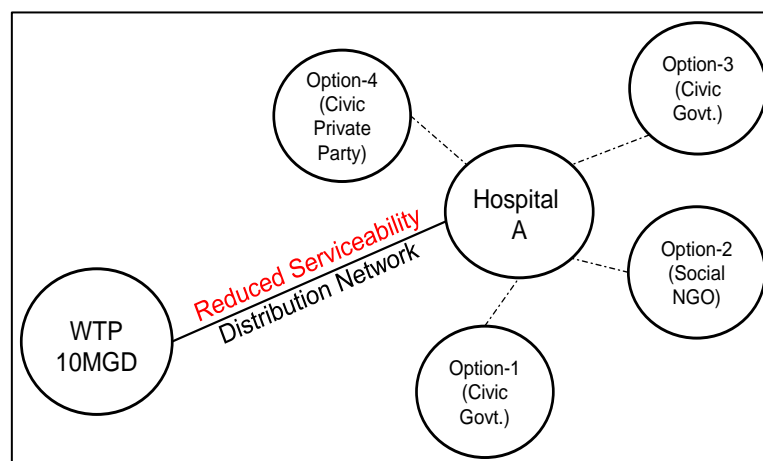 Option-4
(Civic
Private
Party)
Option-3
(Civic
Govt.)
Hospital
A
Reduced Serviceability
Distribution Network
Option-2
(Social
NGO)
WTP
10MGD
Option-1
(Civic
Govt.)